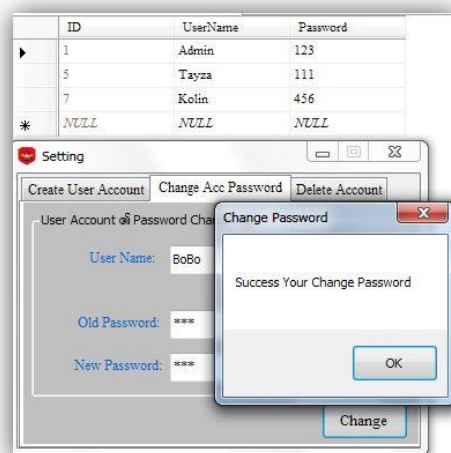 ID UserName Password
1 Admin 123
5 Tayza 111
7 Kolin 456
NULL NULL NULL
Setting
Create User Account Change Acc Password Delete Account
User Account ၏ Password Chan
User Name: BoBo
Old Password: ***
New Password: ***
Change
Change Password
Success Your Change Password
OK